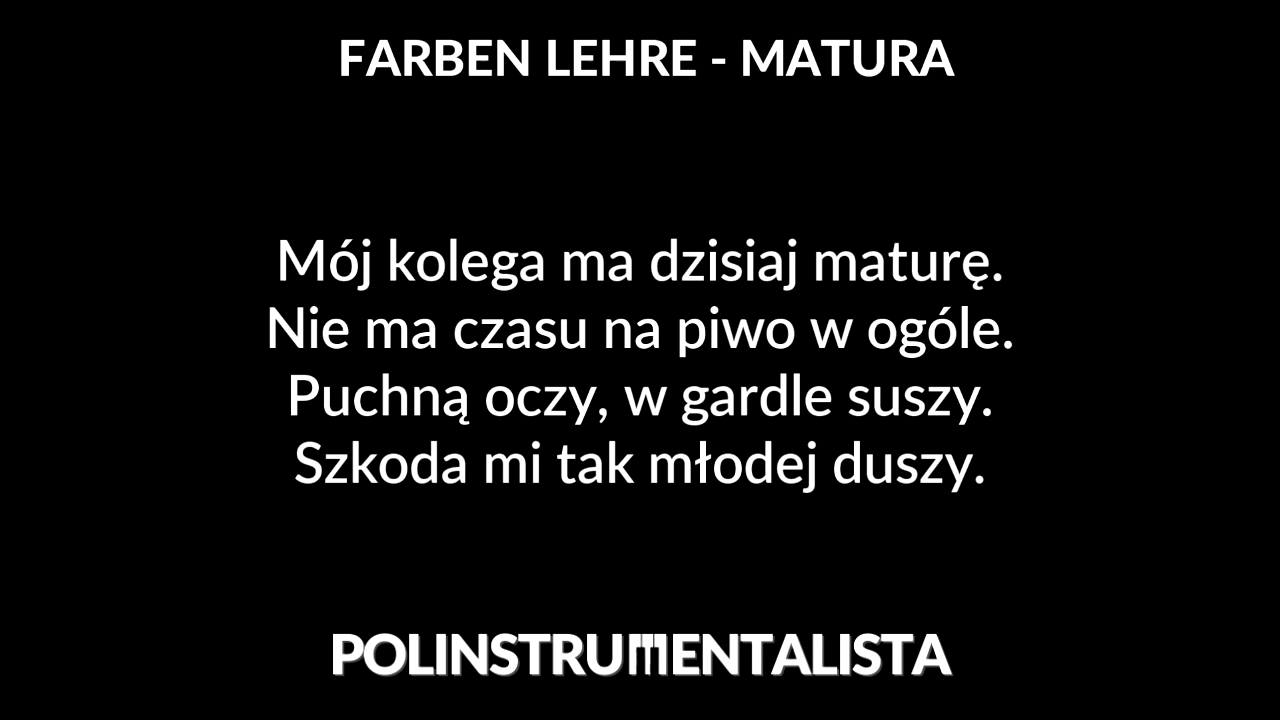 FARBEN LEHRE - MATURA
Mój kolega ma dzisiaj maturę.
Nie ma czasu na piwo w ogóle.
Puchną oczy, w gardle suszy.
Szkoda mi tak młodej duszy.
POLINSTRUMENTALISTA